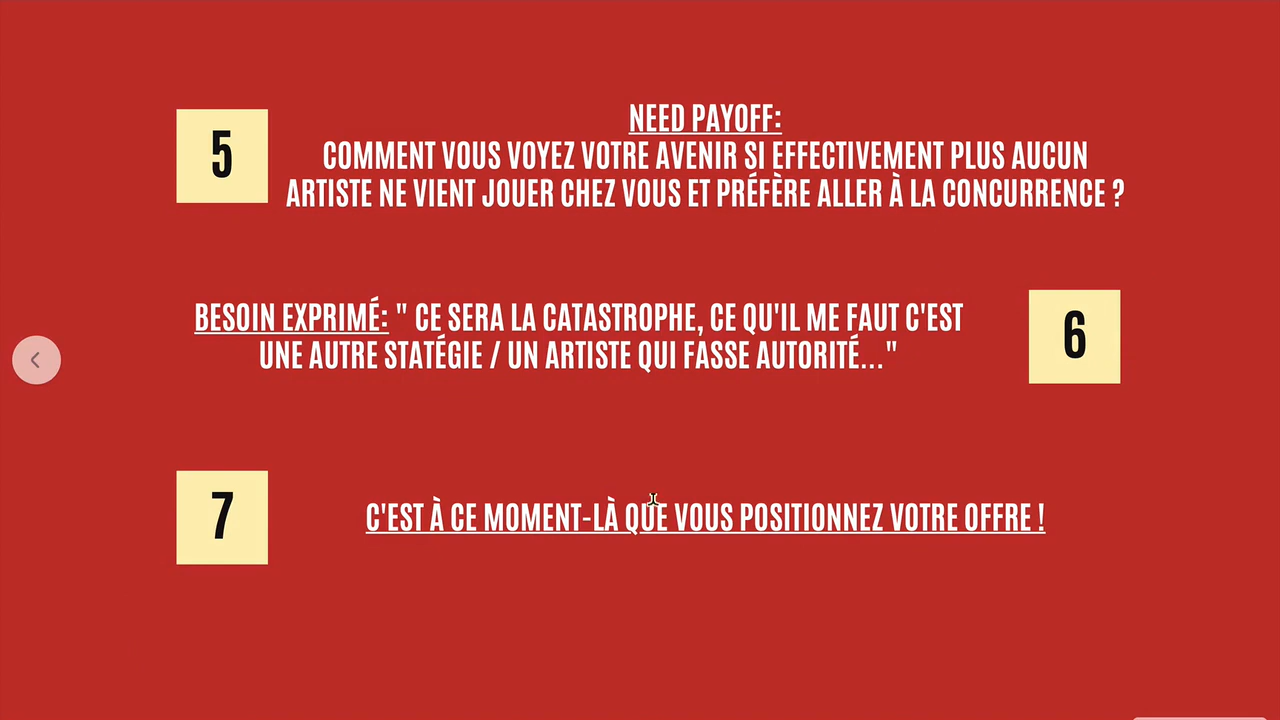 5
NEED PAYOFF:
COMMENT VOUS VOYEZ VOTRE AVENIR SI EFFECTIVEMENT PLUS AUCUN
ARTISTE NE VIENT JOUER CHEZ VOUS ET PRÉFÈRE ALLER À LA CONCURRENCE ?
BESOIN EXPRIMÉ: " CE SERA LA CATASTROPHE, CE QU'IL ME FAUT C'EST
UNE AUTRE STATÉGIE / UN ARTISTE QUI FASSE AUTORITÉ..."
6
7
C'EST À CE MOMENT-LÀ QUE VOUS POSITIONNEZ VOTRE OFFRE !